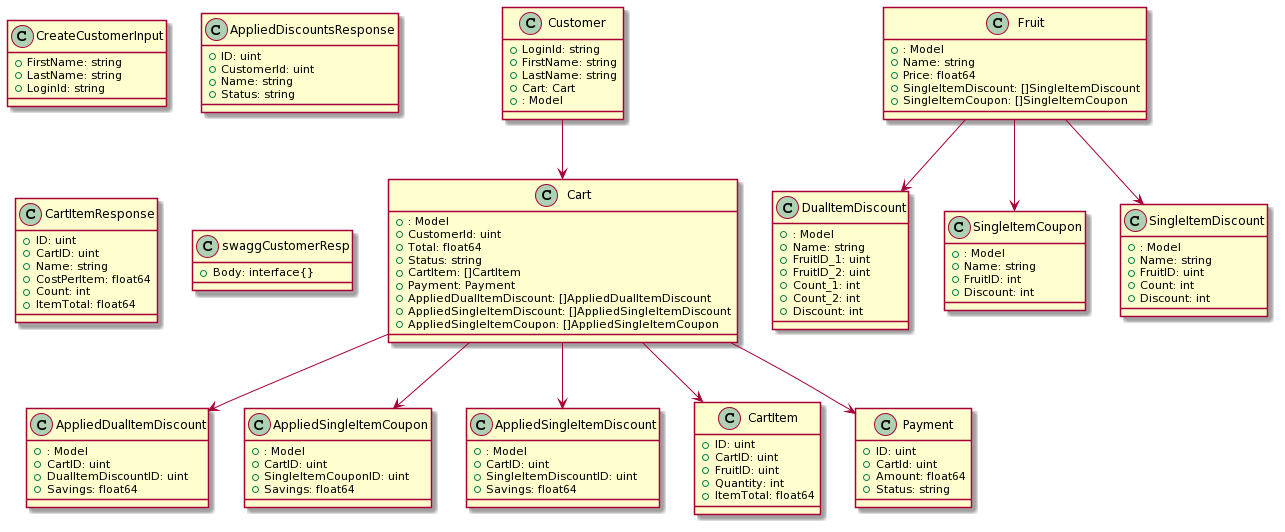 C CreateCustomerInput
FirstName: string
LastName: string
LoginId: string
C AppliedDiscountsResponse
ID: uint
CustomerId: uint
Name: string
Status: string
C Customer
LoginId: string
FirstName: string
LastName: string
Cart: Cart
: Model
C Fruit
: Model
Name: string
Price: float64
SingleItemDiscount: []SingleItemDiscount
SingleItemCoupon: []SingleItemCoupon
C CartItemResponse
ID: uint
CartID: uint
Name: string
CostPerItem: float64
Count: int
ItemTotal: float64
C swaggCustomerResp
Body: interface{}
C Cart
: Model
CustomerId: uint
Total: float64
Status: string
CartItem: []CartItem
Payment: Payment
AppliedDualItemDiscount: []AppliedDualItemDiscount
AppliedSingleItemDiscount: []AppliedSingleItemDiscount
AppliedSingleItemCoupon: []AppliedSingleItemCoupon
C DualItemDiscount
: Model
Name: string
FruitID_1: uint
FruitID_2: uint
Count_1: int
Count_2: int
Discount: int
C SingleItemCoupon
: Model
Name: string
FruitID: int
Discount: int
C SingleItemDiscount
: Model
Name: string
FruitID: uint
Count: int
Discount: int
C AppliedDualItemDiscount
: Model
CartID: uint
DualItemDiscountID: uint
Savings: float64
C AppliedSingleItemCoupon
: Model
CartID: uint
SingleItemCouponID: uint
Savings: float64
C AppliedSingleItemDiscount
: Model
CartID: uint
SingleItemDiscountID: uint
Savings: float64
C CartItem
ID: uint
CartID: uint
FruitID: uint
Quantity: int
ItemTotal: float64
C Payment
ID: uint
CartId: uint
Amount: float64
Status: string